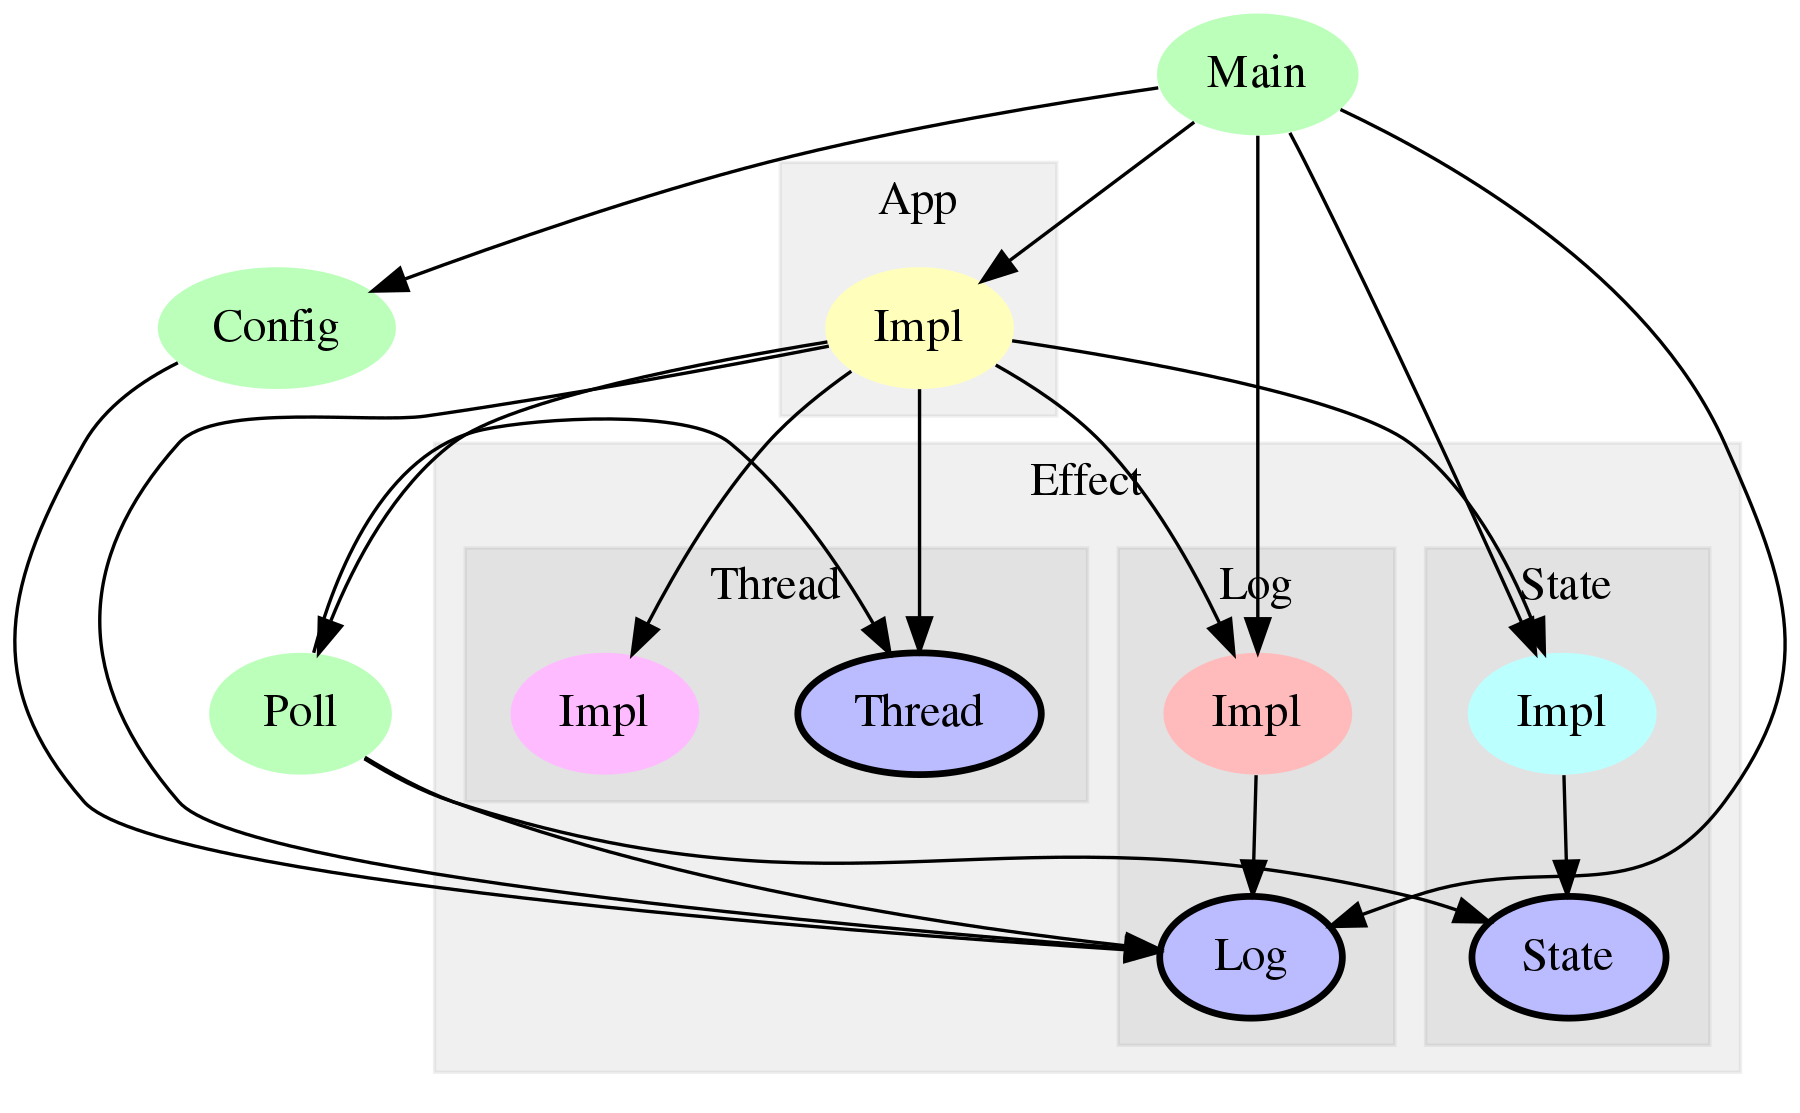 Main
App
Config
Impl
Effect
Thread
Log
State
Poll
Impl
Thread
Impl
Impl
Log
State